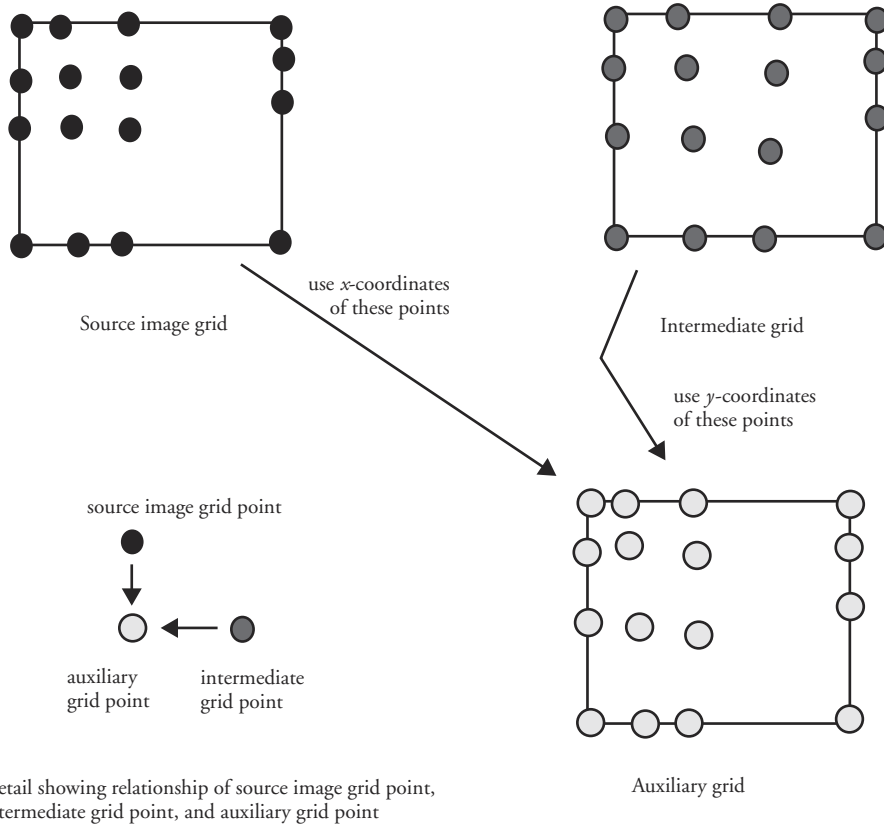 use x-coordinates
of these points
Source image grid
Intermediate grid
use y-coordinates
of these points
source image grid point
auxiliary
grid point
intermediate
grid point
Auxiliary grid
etail showing relationship of source image grid point,
termediate grid point, and auxiliary grid point